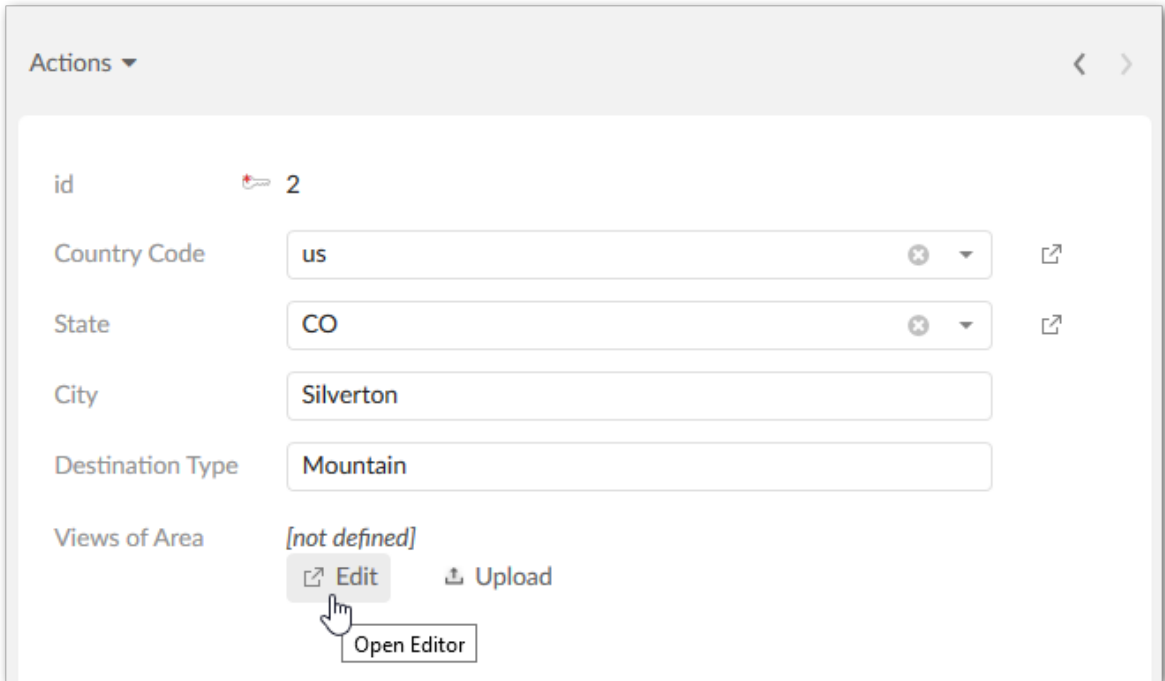 Actions
id 2
Country Code us
State CO
City Silverton
Destination Type Mountain
Views of Area [not defined]
Edit Upload
Open Editor